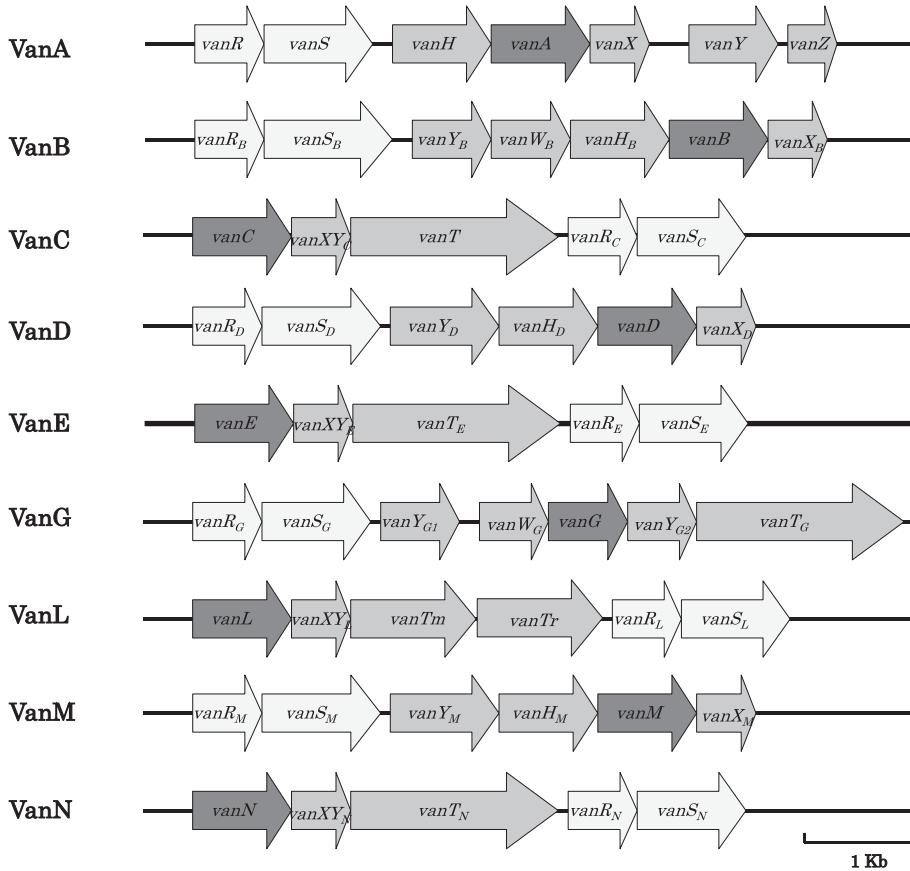 VanA vanR vanS vanH vanA vanX vanY vanZ
VanB vanR_B vanS_B vanY_B vanW_B vanH_B vanB vanX_B
VanC vanC vanXY_C vanT vanR_C vanS_C
VanD vanR_D vanS_D vanY_D vanH_D vanD vanX_D
VanE vanE vanXY_E vanT_E vanR_E vanS_E
VanG vanR_G vanS_G vanY_G1 vanW_G vanG vanY_G2 vanT_G
VanL vanL vanXY_L vanTm vanTr vanR_L vanS_L
VanM vanR_M vanS_M vanY_M vanH_M vanM vanX_M
VanN vanN vanXY_N vanT_N vanR_N vanS_N
1 Kb